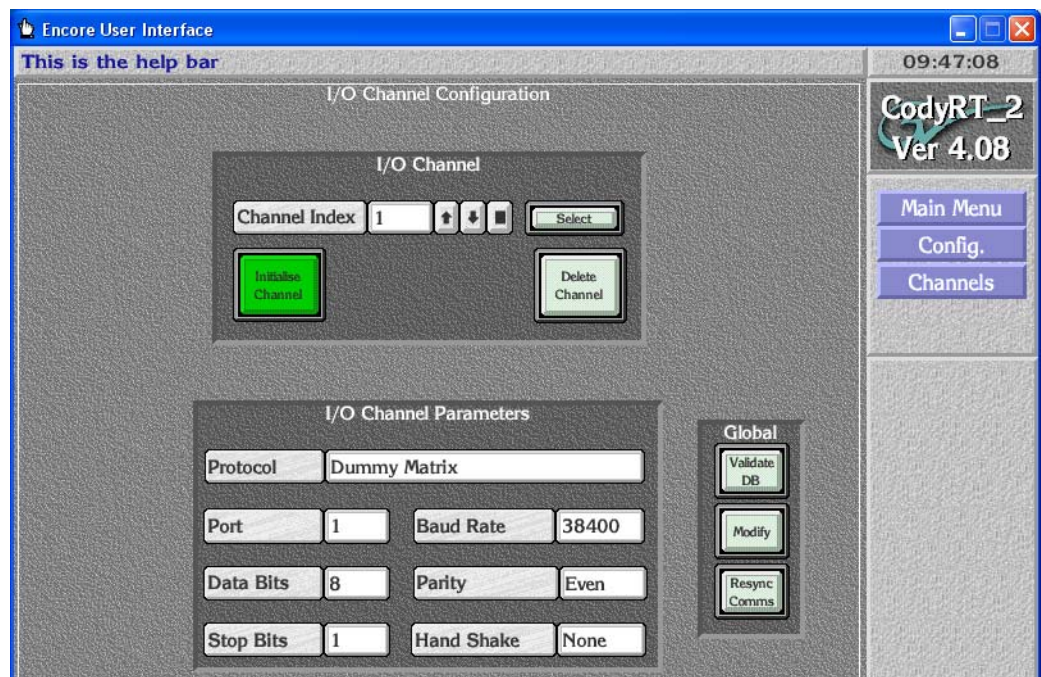 Encore User Interface
This is the help bar
09:47:08
CodyRT_2
Ver 4.08
Main Menu
Config.
Channels
I/O Channel Configuration
I/O Channel
Channel Index 1 Select
Initialise
Channel
Delete
Channel
I/O Channel Parameters
Protocol Dummy Matrix
Port 1 Baud Rate 38400
Data Bits 8 Parity Even
Stop Bits 1 Hand Shake None
Global
Validate
DB
Modify
Resync
Comms